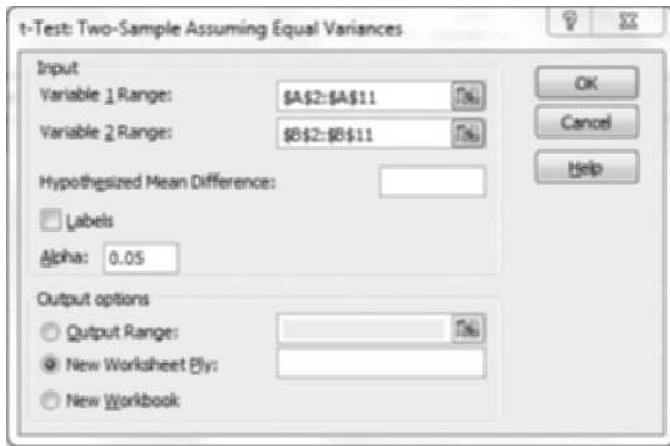 t-Test: Two-Sample Assuming Equal Variances
Input
Variable 1 Range: $A$2:$A$11
Variable 2 Range: $B$2:$B$11
Hypothesized Mean Difference:
Labels
Alpha: 0.05
Output options
Output Range:
New Worksheet Ply:
New Workbook
OK
Cancel
Help